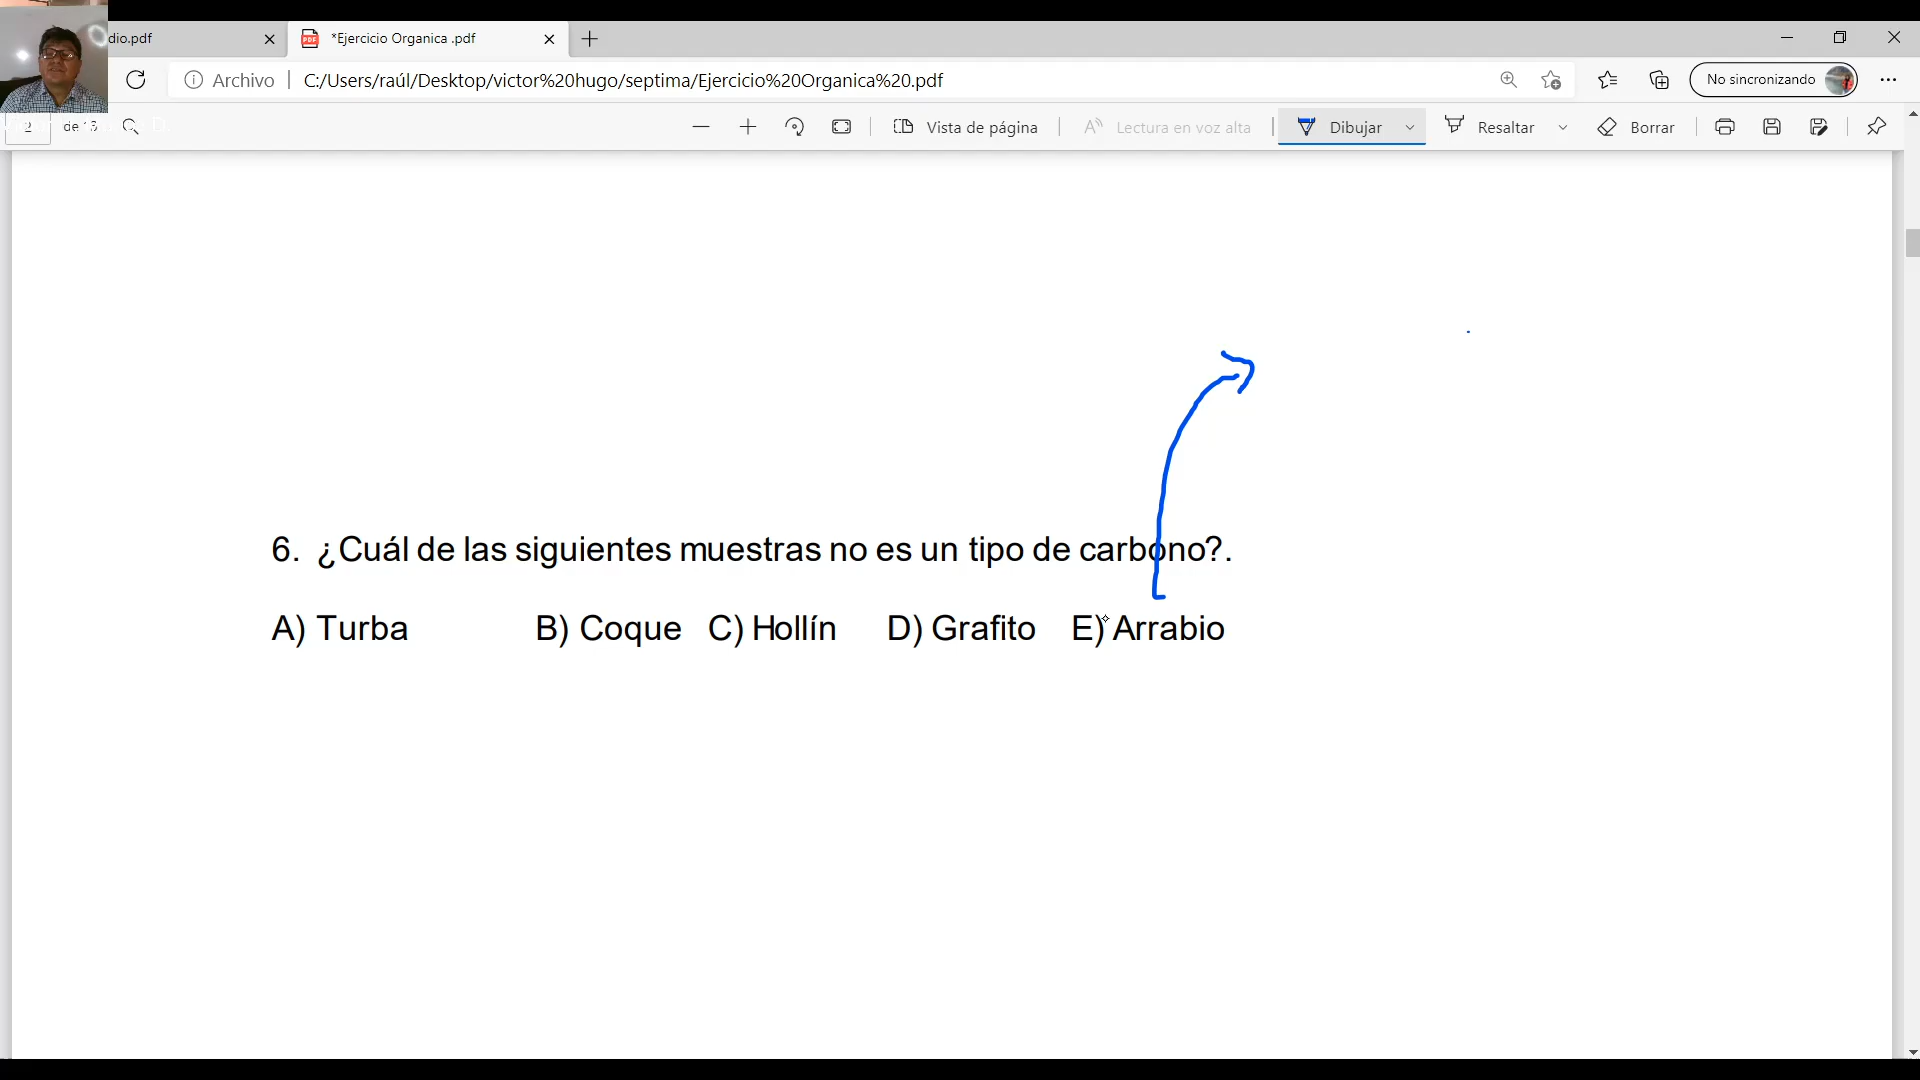 dio.pdf
*Ejercicio Organica .pdf
Archivo
C:/Users/raúl/Desktop/victor%20hugo/septima/Ejercicio%20Organica%20.pdf
No sincronizando
2 de 13
Vista de página
Lectura en voz alta
Dibujar
Resaltar
Borrar
6. ¿Cuál de las siguientes muestras no es un tipo de carbono?.
A) Turba B) Coque C) Hollín D) Grafito E) Arrabio